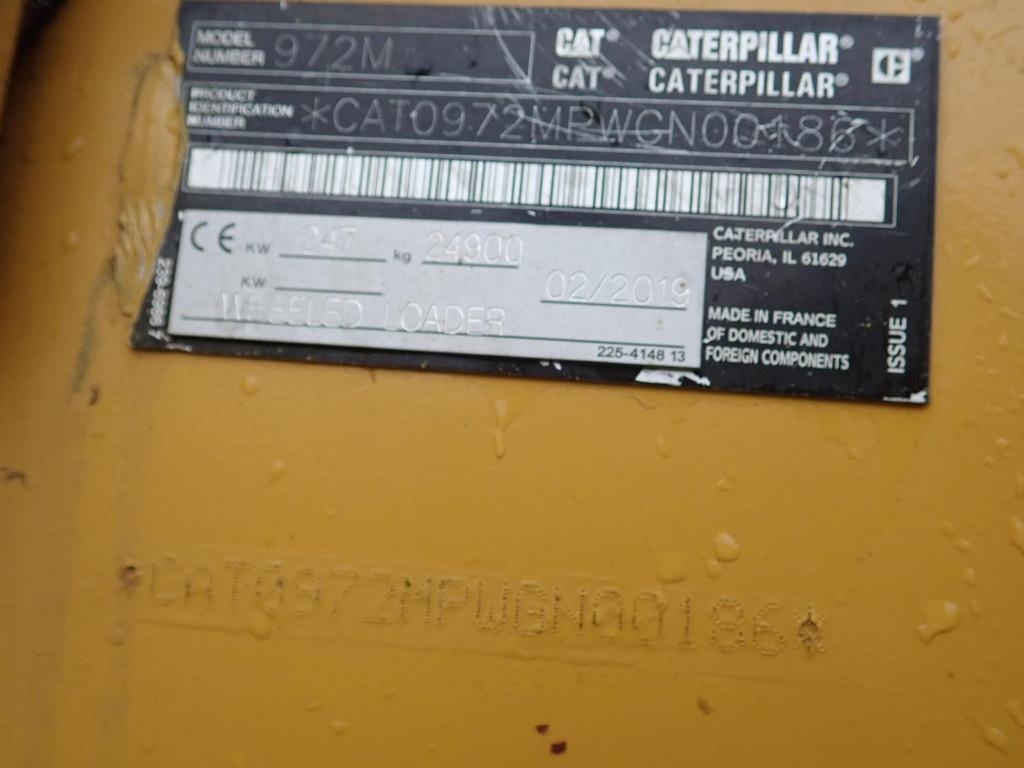 MODEL NUMBER 972M
CAT® CATERPILLAR®
CAT® CATERPILLAR®
PRODUCT IDENTIFICATION NUMBER *CAT0972MPWGN00186*
CE KW 247 kg 24900
KW 02/2019
WHEELED LOADER
225-4148 13
CATERPILLAR INC.
PEORIA, IL 61629
USA
MADE IN FRANCE
OF DOMESTIC AND
FOREIGN COMPONENTS
ISSUE 1
*CAT0972MPWGN00186*